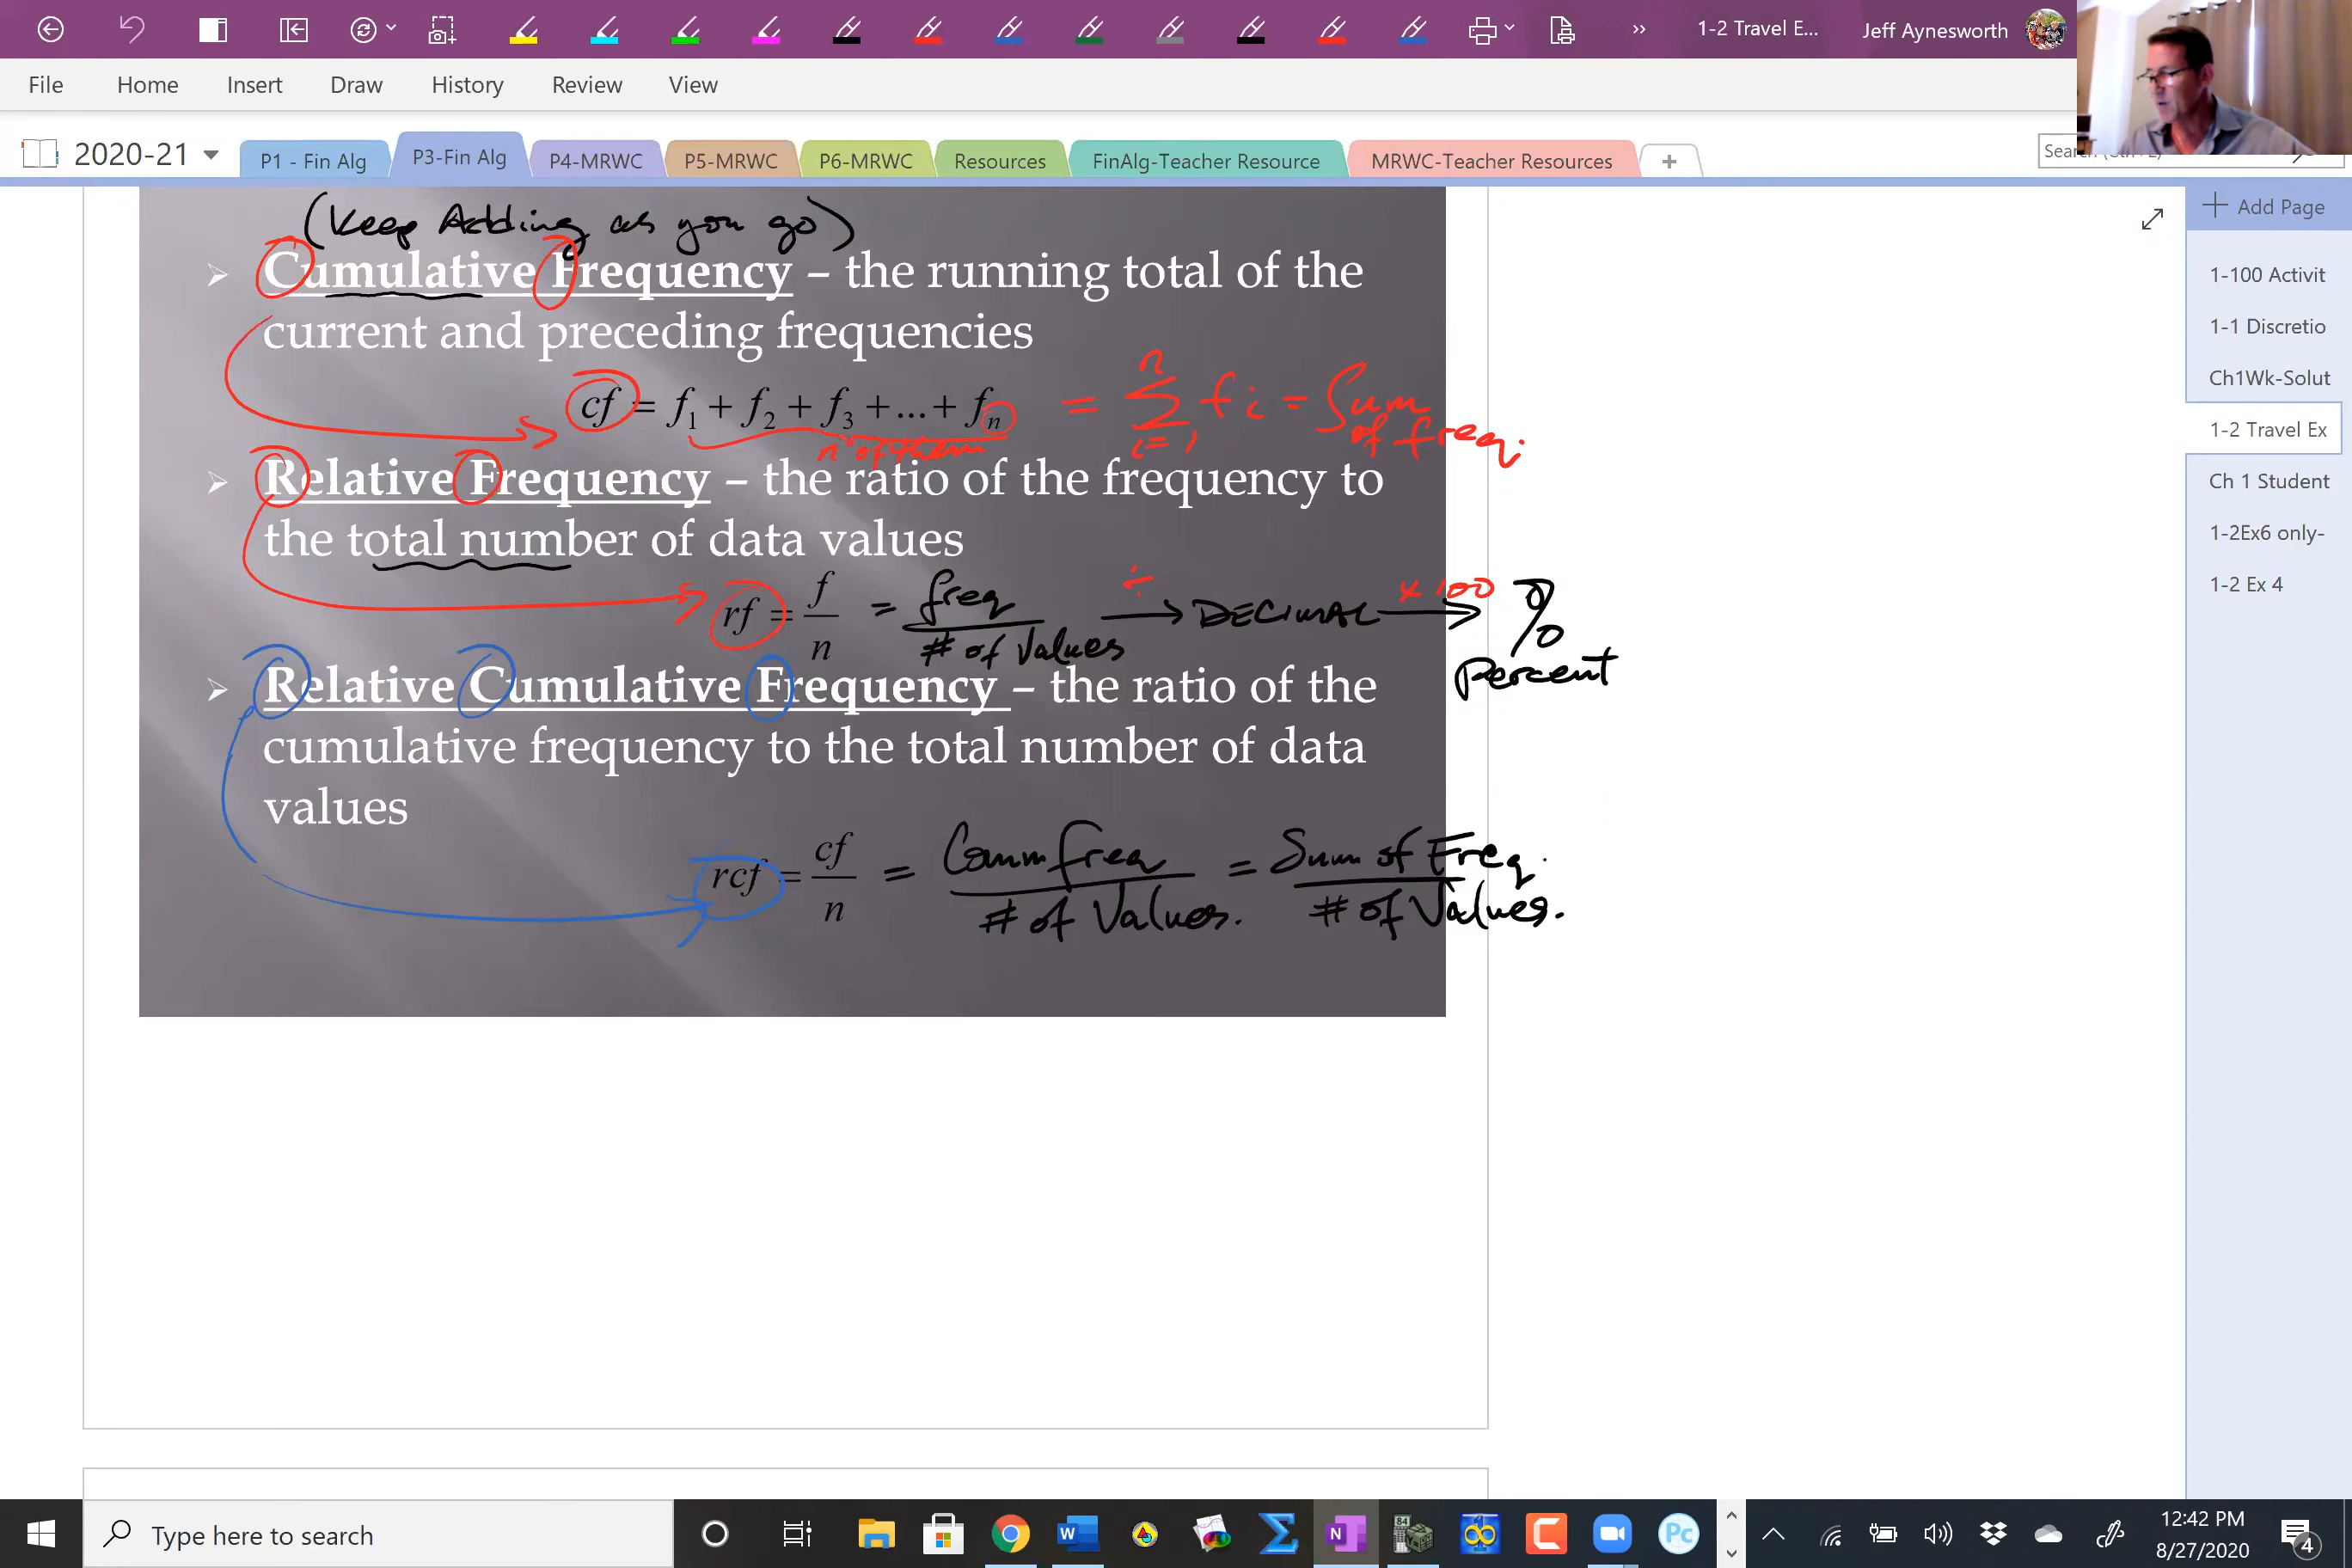 1-2 Travel E...
Jeff Aynesworth
File Home Insert Draw History Review View
2020-21
P1 - Fin Alg
P3-Fin Alg
P4-MRWC
P5-MRWC
P6-MRWC
Resources
FinAlg-Teacher Resource
MRWC-Teacher Resources
+
Add Page
1-100 Activit
1-1 Discretio
Ch1Wk-Solut
1-2 Travel Ex
Ch 1 Student
1-2Ex6 only-
1-2 Ex 4
(Keep Adding as you go)
➢ Cumulative Frequency – the running total of the
current and preceding frequencies
cf = f₁ + f₂ + f₃ + ... + fₙ = Σ n i=1 fi = Sum
of freq.
n of them
➢ Relative Frequency – the ratio of the frequency to
the total number of data values
rf = f/n = freq/# of Values ÷ → DECIMAL ×100 → %
Percent
➢ Relative Cumulative Frequency – the ratio of the
cumulative frequency to the total number of data
values
rcf = cf/n = Comm freq/# of Values. = Sum of Freq./# of Values.
Type here to search
12:42 PM
8/27/2020
4